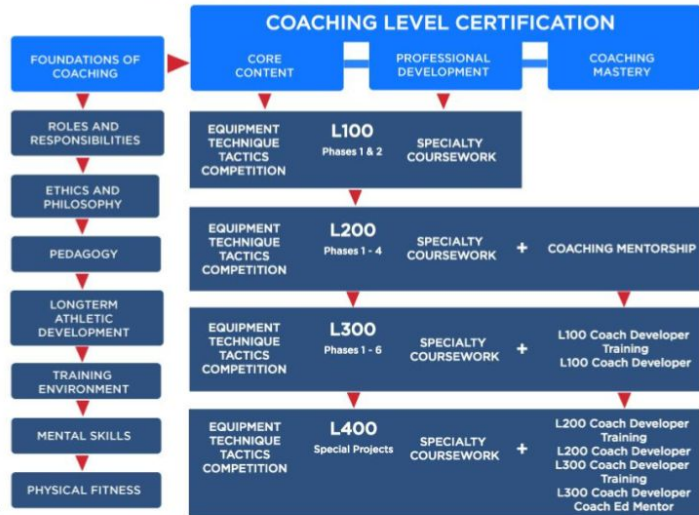 COACHING LEVEL CERTIFICATION
FOUNDATIONS OF
COACHING
CORE
CONTENT
PROFESSIONAL
DEVELOPMENT
COACHING
MASTERY
ROLES AND
RESPONSIBILITIES
ETHICS AND
PHILOSOPHY
PEDAGOGY
LONGTERM
ATHLETIC
DEVELOPMENT
TRAINING
ENVIRONMENT
MENTAL SKILLS
PHYSICAL FITNESS
EQUIPMENT
TECHNIQUE
TACTICS
COMPETITION
L100
Phases 1 & 2
SPECIALTY
COURSEWORK
EQUIPMENT
TECHNIQUE
TACTICS
COMPETITION
L200
Phases 1 - 4
SPECIALTY
COURSEWORK
+
COACHING MENTORSHIP
EQUIPMENT
TECHNIQUE
TACTICS
COMPETITION
L300
Phases 1 - 6
SPECIALTY
COURSEWORK
+
L100 Coach Developer
Training
L100 Coach Developer
EQUIPMENT
TECHNIQUE
TACTICS
COMPETITION
L400
Special Projects
SPECIALTY
COURSEWORK
+
L200 Coach Developer
Training
L200 Coach Developer
L300 Coach Developer
Training
L300 Coach Developer
Coach Ed Mentor